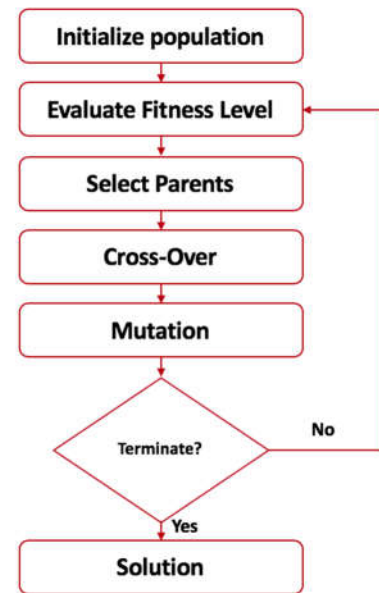 Initialize population
Evaluate Fitness Level
Select Parents
Cross-Over
Mutation
Terminate?
No
Yes
Solution